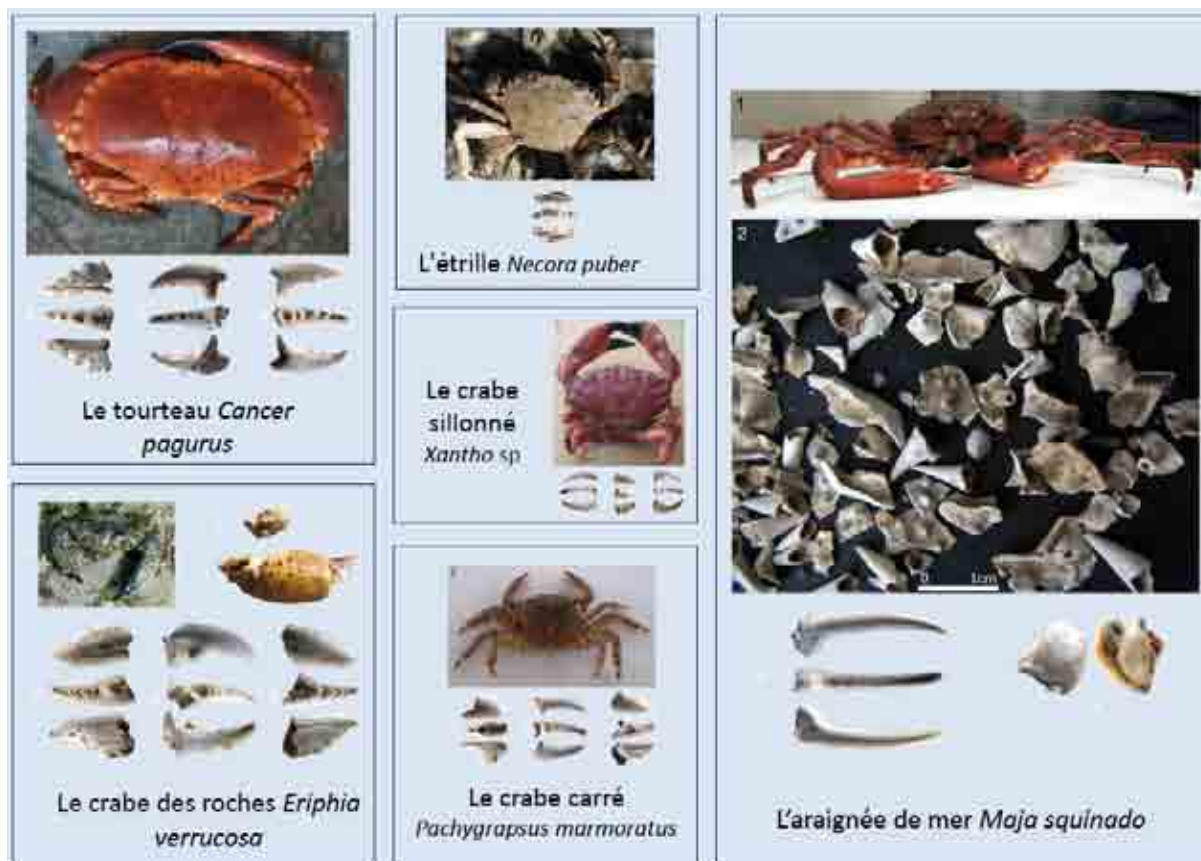 Le tourteau Cancer
pagurus
L'étrille Necora puber
Le crabe
sillonné
Xantho sp
Le crabe des roches Eriphia
verrucosa
Le crabe carré
Pachygrapsus marmoratus
1
2
0 1cm
L'araignée de mer Maja squinado